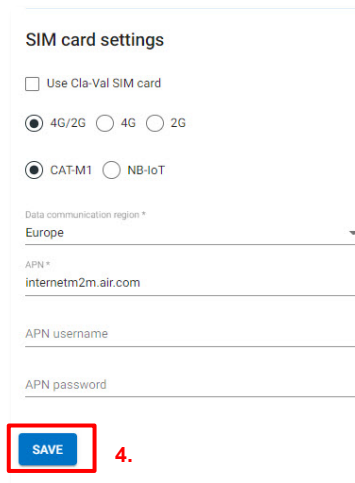 SIM card settings
Use Cla-Val SIM card
4G/2G 4G 2G
CAT-M1 NB-IoT
Data communication region *
Europe
APN *
internetm2m.air.com
APN username
APN password
SAVE 4.